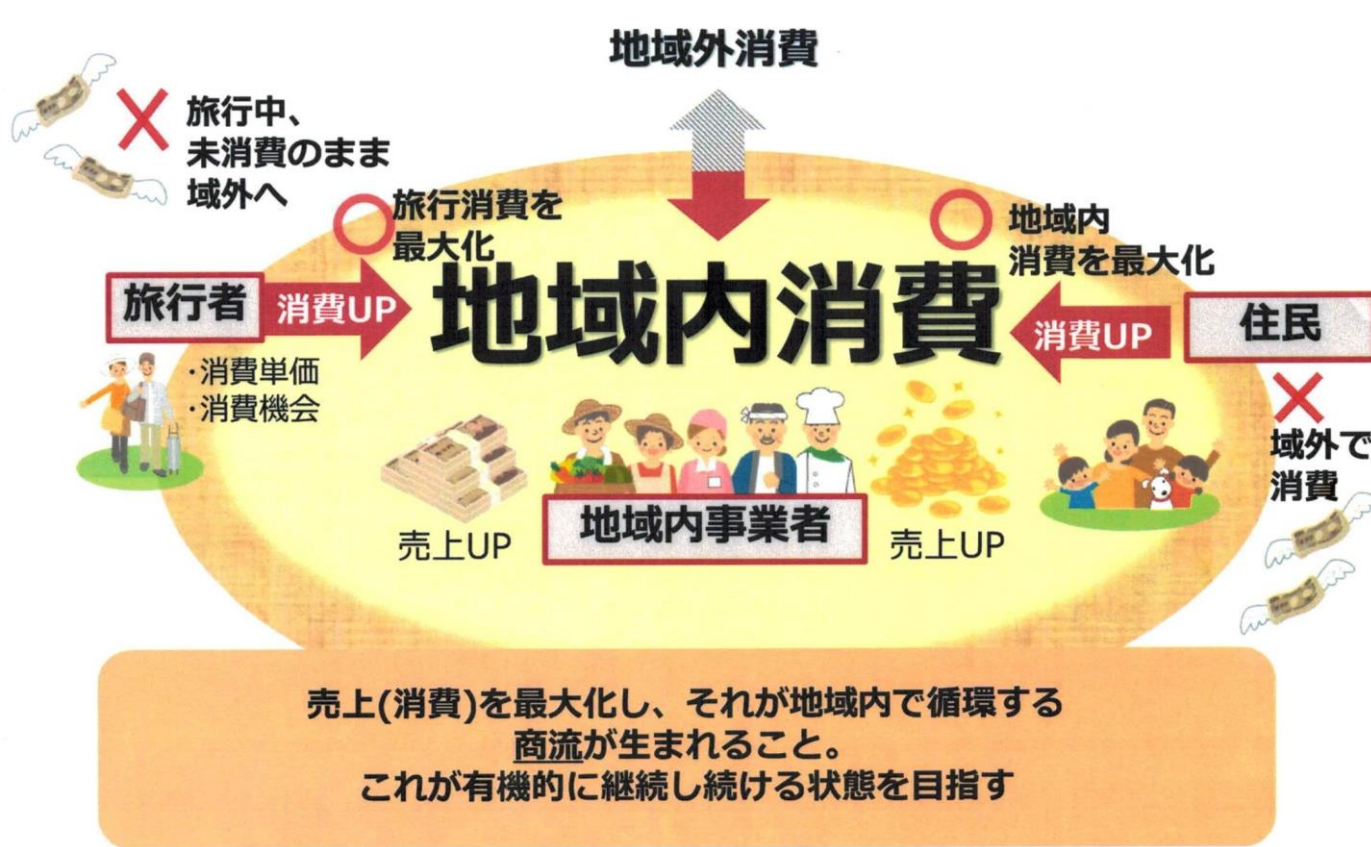 地域外消費
旅行中、
未消費のまま
域外へ
旅行消費を
最大化
地域内
消費を最大化
地域内消費
旅行者
消費UP
消費UP
住民
・消費単価
・消費機会
域外で
消費
売上UP
地域内事業者
売上UP
売上(消費)を最大化し、それが地域内で循環する
商流が生まれること。
これが有機的に継続し続ける状態を目指す